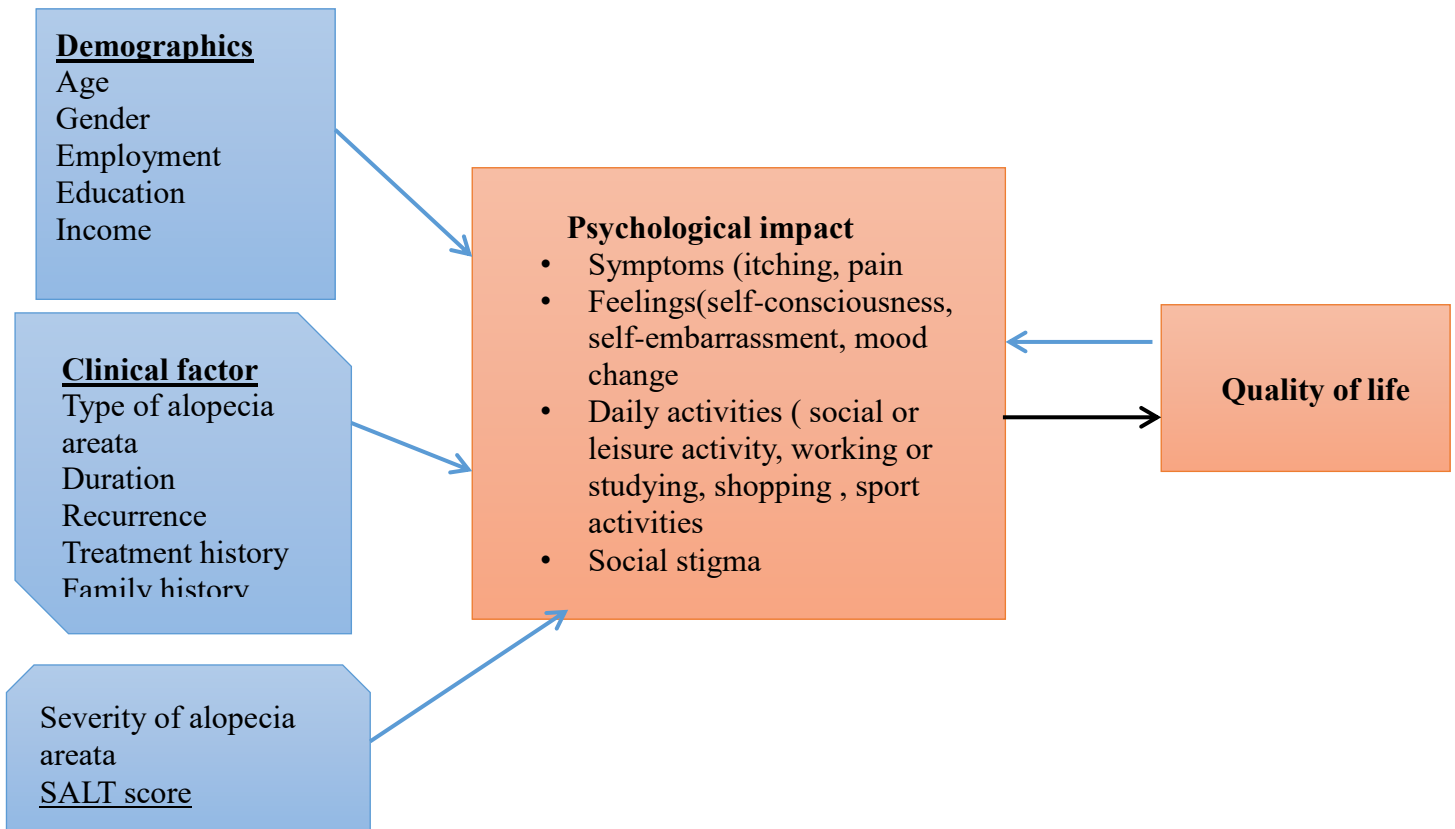 Demographics
Age
Gender
Employment
Education
Income
Clinical factor
Type of alopecia
areata
Duration
Recurrence
Treatment history
Family history
Severity of alopecia
areata
SALT score
Psychological impact
• Symptoms (itching, pain
• Feelings(self-consciousness,
self-embarrassment, mood
change
• Daily activities ( social or
leisure activity, working or
studying, shopping , sport
activities
• Social stigma
Quality of life